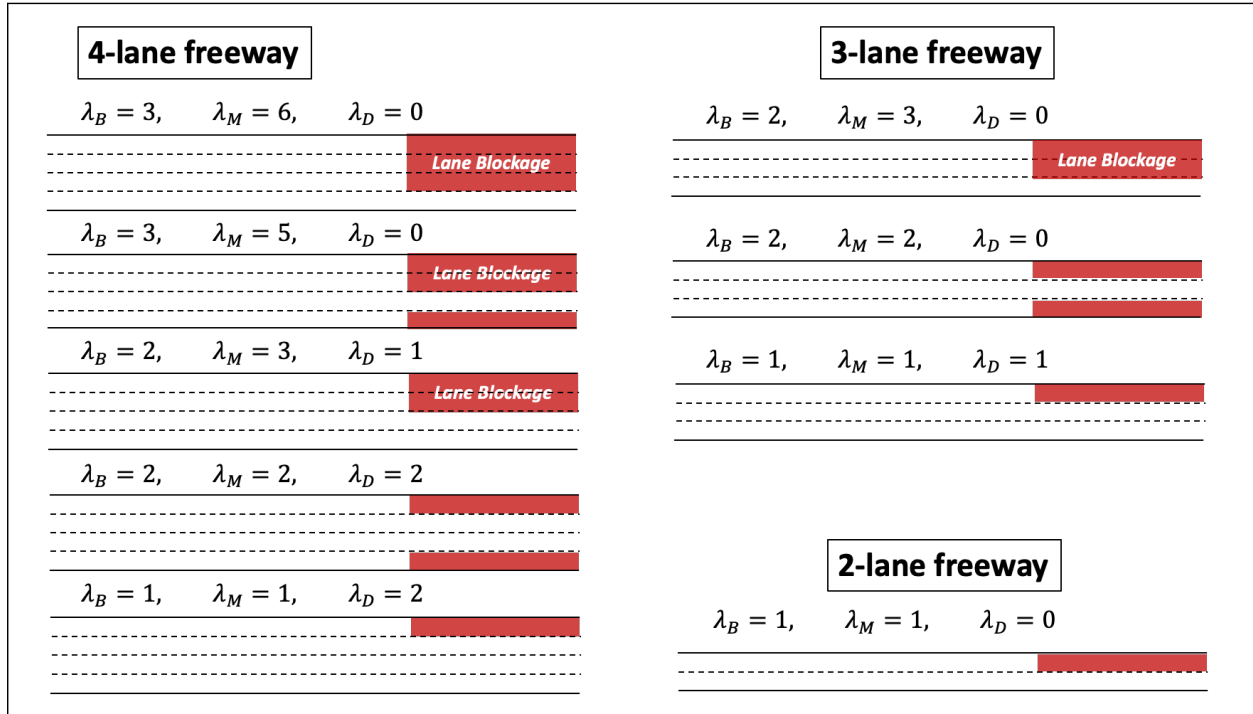 4-lane freeway
λ_B = 3, λ_M = 6, λ_D = 0
Lane Blockage
λ_B = 3, λ_M = 5, λ_D = 0
Lane Blockage
λ_B = 2, λ_M = 3, λ_D = 1
Lane Blockage
λ_B = 2, λ_M = 2, λ_D = 2
λ_B = 1, λ_M = 1, λ_D = 2
3-lane freeway
λ_B = 2, λ_M = 3, λ_D = 0
Lane Blockage
λ_B = 2, λ_M = 2, λ_D = 0
λ_B = 1, λ_M = 1, λ_D = 1
2-lane freeway
λ_B = 1, λ_M = 1, λ_D = 0